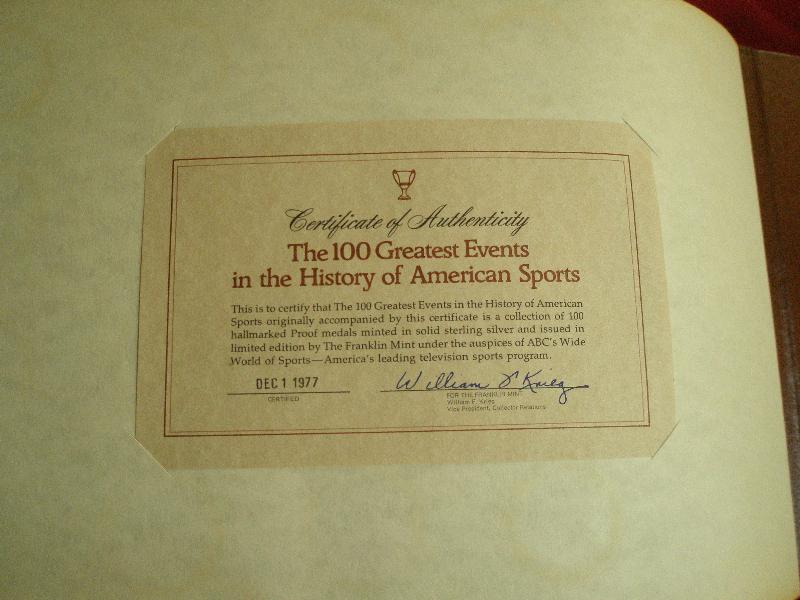 Certificate of Authenticity
The 100 Greatest Events
in the History of American Sports
This is to certify that The 100 Greatest Events in the History of American
Sports originally accompanied by this certificate is a collection of 100
hallmarked Proof medals minted in solid sterling silver and issued in
limited edition by The Franklin Mint under the auspices of ABC's Wide
World of Sports—America's leading television sports program.
DEC 1 1977
William F Krieg
CERTIFIED
FOR THE FRANKLIN MINT
William F. Krieg
Vice President, Collector Relations